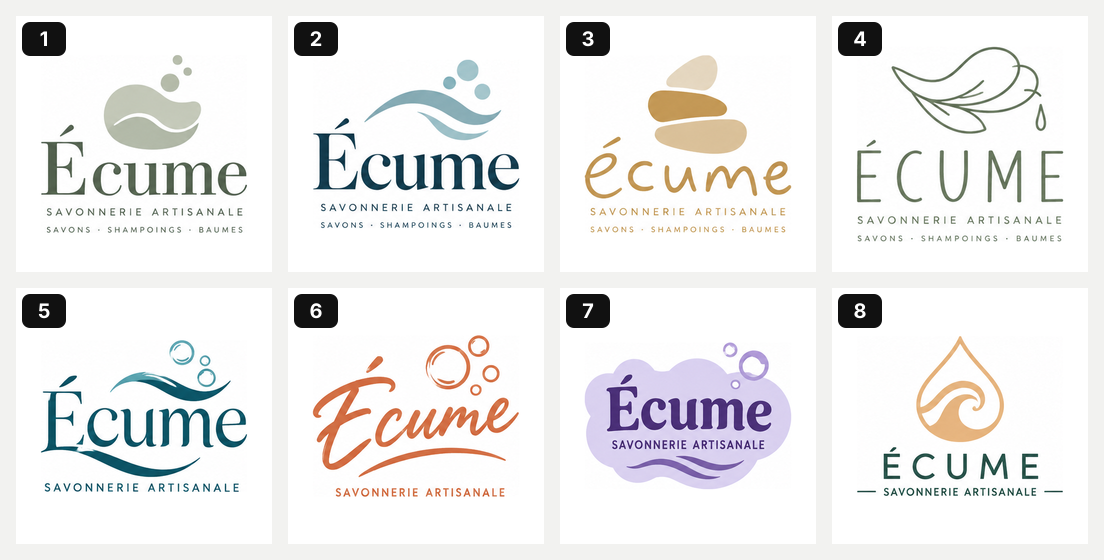 1
Écume
SAVONNERIE ARTISANALE
SAVONS · SHAMPOINGS · BAUMES
2
Écume
SAVONNERIE ARTISANALE
SAVONS · SHAMPOINGS · BAUMES
3
écume
SAVONNERIE ARTISANALE
SAVONS · SHAMPOINGS · BAUMES
4
ÉCUME
SAVONNERIE ARTISANALE
SAVONS · SHAMPOINGS · BAUMES
5
Écume
SAVONNERIE ARTISANALE
6
Écume
SAVONNERIE ARTISANALE
7
Écume
SAVONNERIE ARTISANALE
8
ÉCUME
SAVONNERIE ARTISANALE